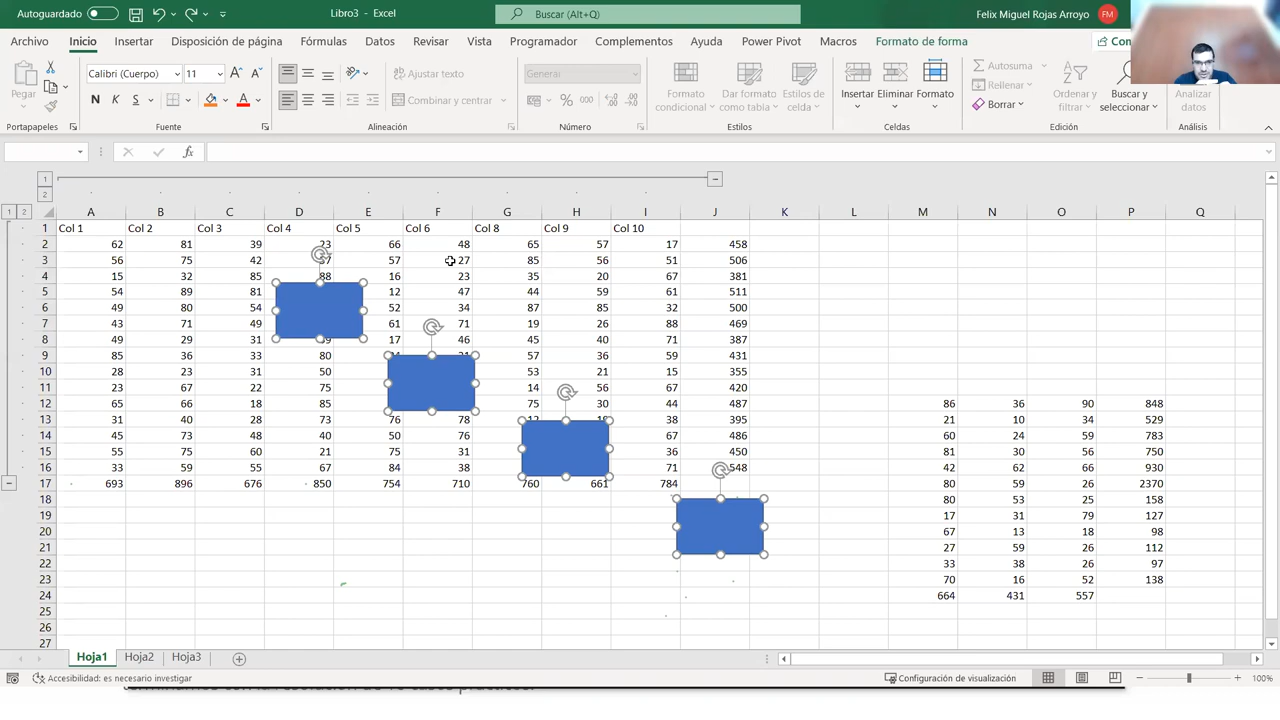 Autoguardado Libro3 - Excel Buscar (Alt+Q) Felix Miguel Rojas Arroyo FM
Archivo Inicio Insertar Disposición de página Fórmulas Datos Revisar Vista Programador Complementos Ayuda Power Pivot Macros Formato de forma
Pegar Calibri (Cuerpo) 11 A A Ajustar texto General Formato condicional Dar formato como tabla Estilos de celda Insertar Eliminar Formato Autosuma Ordenar y filtrar Buscar y seleccionar Analizar datos
N K S A Combinar y centrar % 000 Rellenar
Borrar
Portapapeles Fuente Alineación Número Estilos Celdas Edición Análisis
fx
1
2
1 2 A B C D E F G H I J K L M N O P Q
1 Col 1 Col 2 Col 3 Col 4 Col 5 Col 6 Col 8 Col 9 Col 10
2 62 81 39 23 66 48 65 57 17 458
3 56 75 42 57 27 85 56 51 506
4 15 32 85 88 16 23 35 20 67 381
5 54 89 81 12 47 44 59 61 511
6 49 80 54 52 34 87 85 32 500
7 43 71 49 61 71 19 26 88 469
8 49 29 31 17 46 45 40 71 387
9 85 36 33 80 57 36 59 431
10 28 23 31 50 53 21 15 355
11 23 67 22 75 14 56 67 420
12 65 66 18 85 75 30 44 487 86 36 90 848
13 31 40 28 73 76 78 38 395 21 10 34 529
14 45 73 48 40 50 76 67 486 60 24 59 783
15 55 75 60 21 75 31 36 450 81 30 56 750
16 33 59 55 67 84 38 71 548 42 62 66 930
17 693 896 676 850 754 710 760 661 784 80 59 26 2370
18 80 53 25 158
19 17 31 79 127
20 67 13 18 98
21 27 59 26 112
22 33 38 26 97
23 70 16 52 138
24 664 431 557
25
26
27
Hoja1 Hoja2 Hoja3
Accesibilidad: es necesario investigar Configuración de visualización 100%